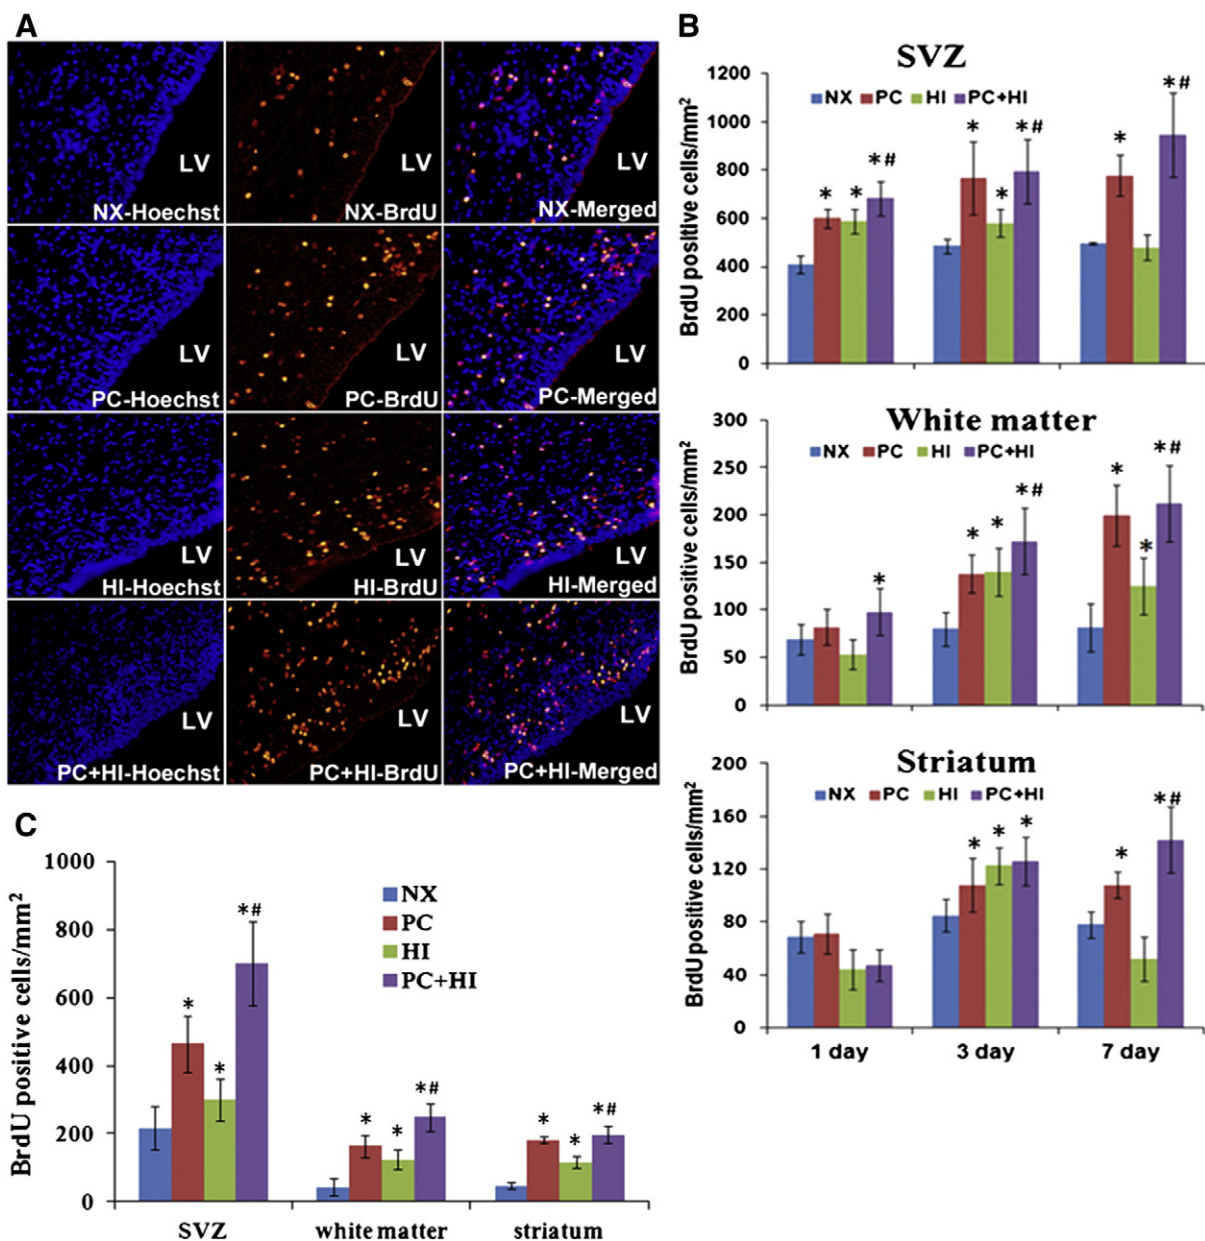 A
LV
NX-Hoechst
LV
NX-BrdU
LV
NX-Merged
LV
PC-Hoechst
LV
PC-BrdU
LV
PC-Merged
LV
HI-Hoechst
LV
HI-BrdU
LV
HI-Merged
LV
PC+HI-Hoechst
LV
PC+HI-BrdU
LV
PC+HI-Merged
B
SVZ
BrdU positive cells/mm²
1200
1000
800
600
400
200
0
NX PC HI PC+HI
* * *#
* * *#
* *#
White matter
BrdU positive cells/mm²
300
250
200
150
100
50
0
NX PC HI PC+HI
*
* * *#
* * *#
Striatum
BrdU positive cells/mm²
200
160
120
80
40
0
NX PC HI PC+HI
* * *
* *#
1 day 3 day 7 day
C
BrdU positive cells/mm²
1000
800
600
400
200
0
NX
PC
HI
PC+HI
* * *#
* * *#
* * *#
SVZ white matter striatum